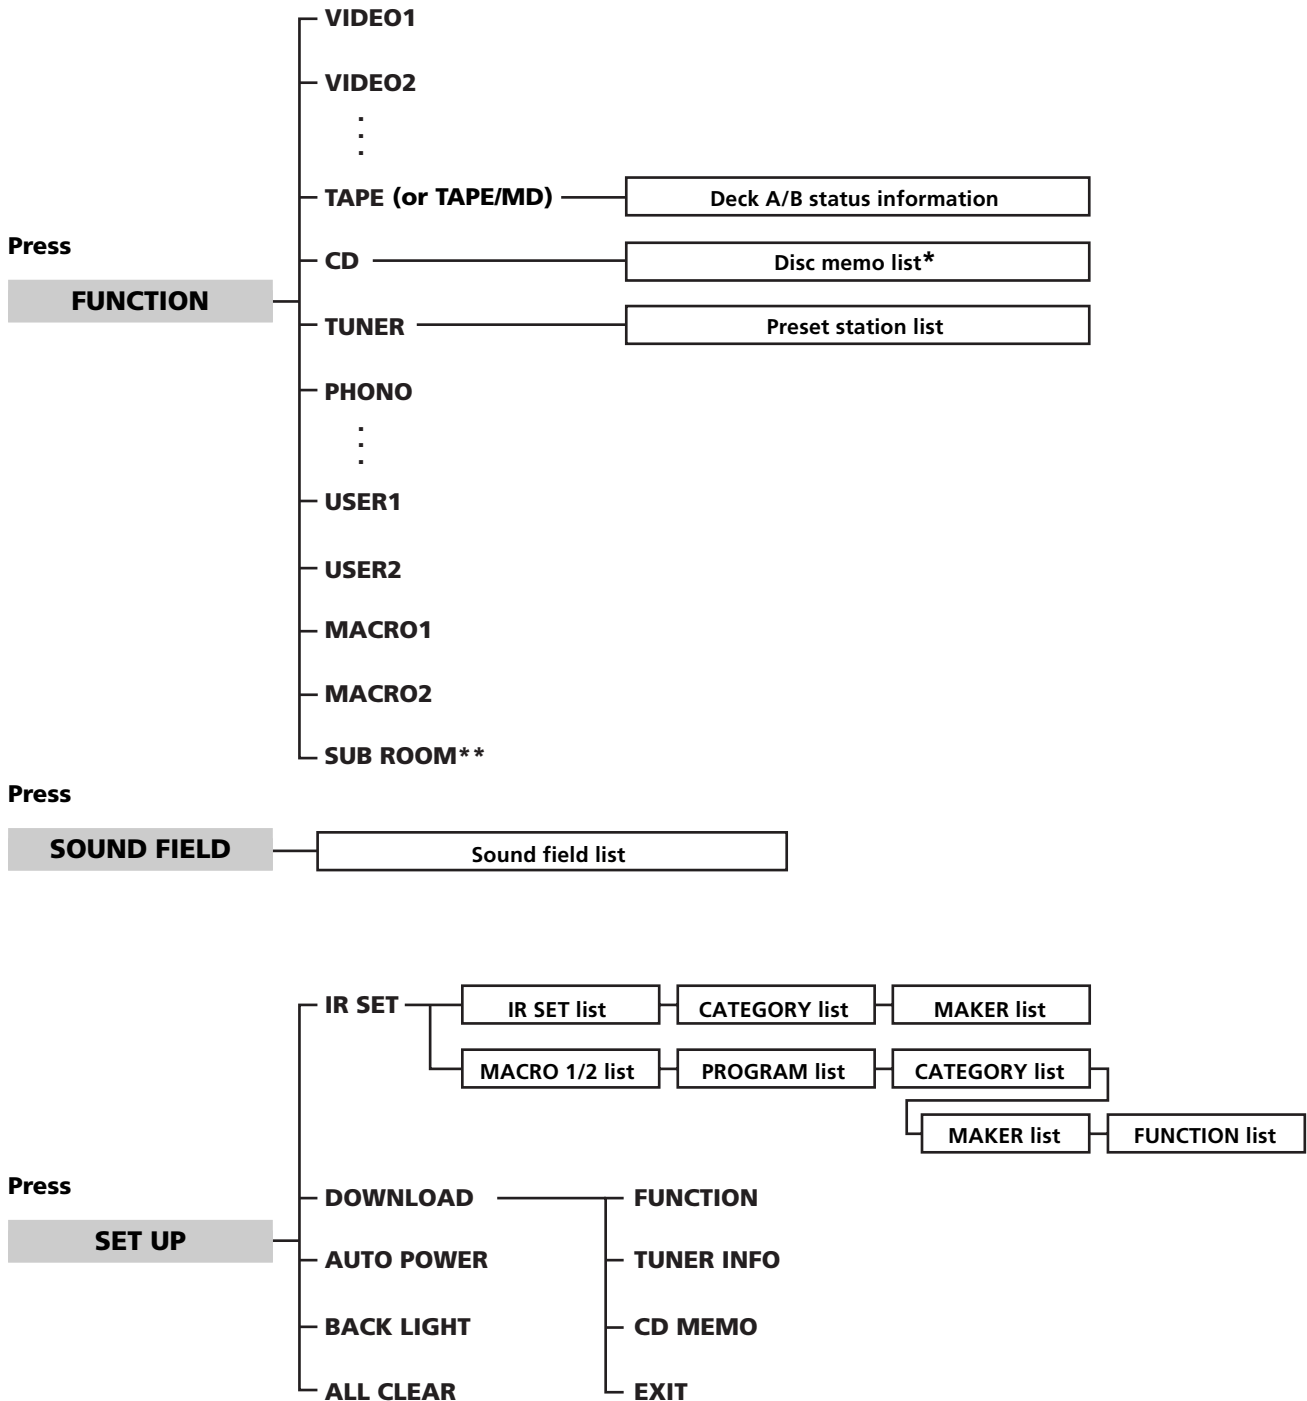 VIDEO1
VIDEO2
.
.
.
TAPE (or TAPE/MD)
Deck A/B status information
Press
CD
Disc memo list*
FUNCTION
TUNER
Preset station list
PHONO
.
.
.
USER1
USER2
MACRO1
MACRO2
SUB ROOM**
Press
SOUND FIELD
Sound field list
IR SET
IR SET list
CATEGORY list
MAKER list
MACRO 1/2 list
PROGRAM list
CATEGORY list
MAKER list
FUNCTION list
Press
SET UP
DOWNLOAD
FUNCTION
AUTO POWER
TUNER INFO
BACK LIGHT
CD MEMO
ALL CLEAR
EXIT